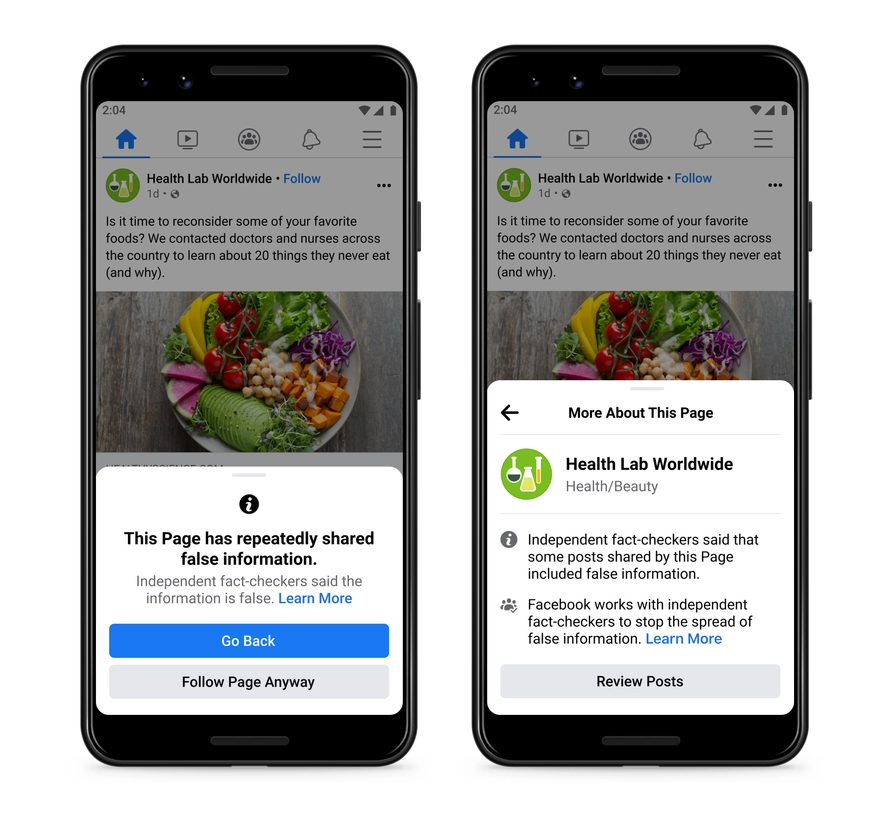 2:04
Health Lab Worldwide • Follow
1d •
Is it time to reconsider some of your favorite
foods? We contacted doctors and nurses across
the country to learn about 20 things they never eat
(and why).
This Page has repeatedly shared
false information.
Independent fact-checkers said the
information is false. Learn More
Go Back
Follow Page Anyway
2:04
Health Lab Worldwide • Follow
1d •
Is it time to reconsider some of your favorite
foods? We contacted doctors and nurses across
the country to learn about 20 things they never eat
(and why).
More About This Page
Health Lab Worldwide
Health/Beauty
Independent fact-checkers said that
some posts shared by this Page
included false information.
Facebook works with independent
fact-checkers to stop the spread of
false information. Learn More
Review Posts